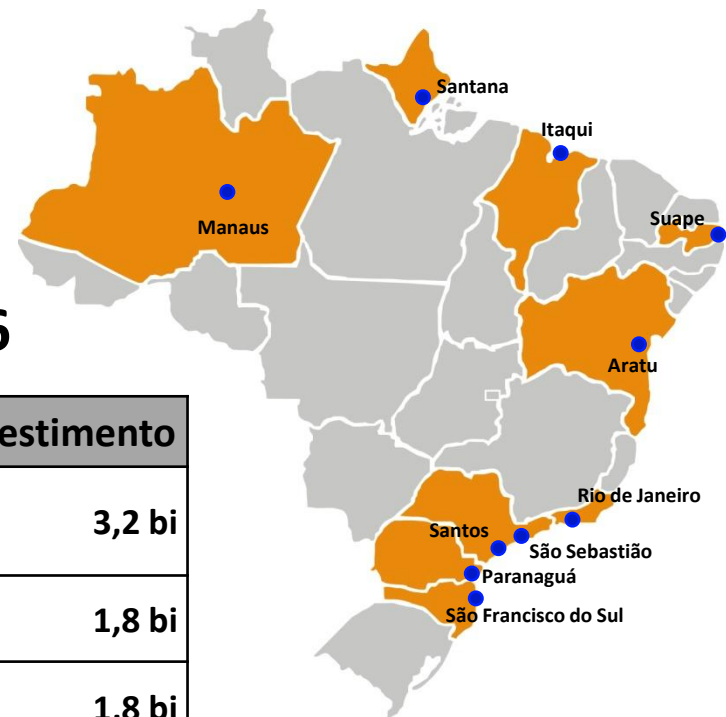 Santana
Itaqui
Suape
Manaus
Aratu
estimento
3,2 bi
1,8 bi
1,8 bi
Rio de Janeiro
Santos
São Sebastião
Paranaguá
São Francisco do Sul